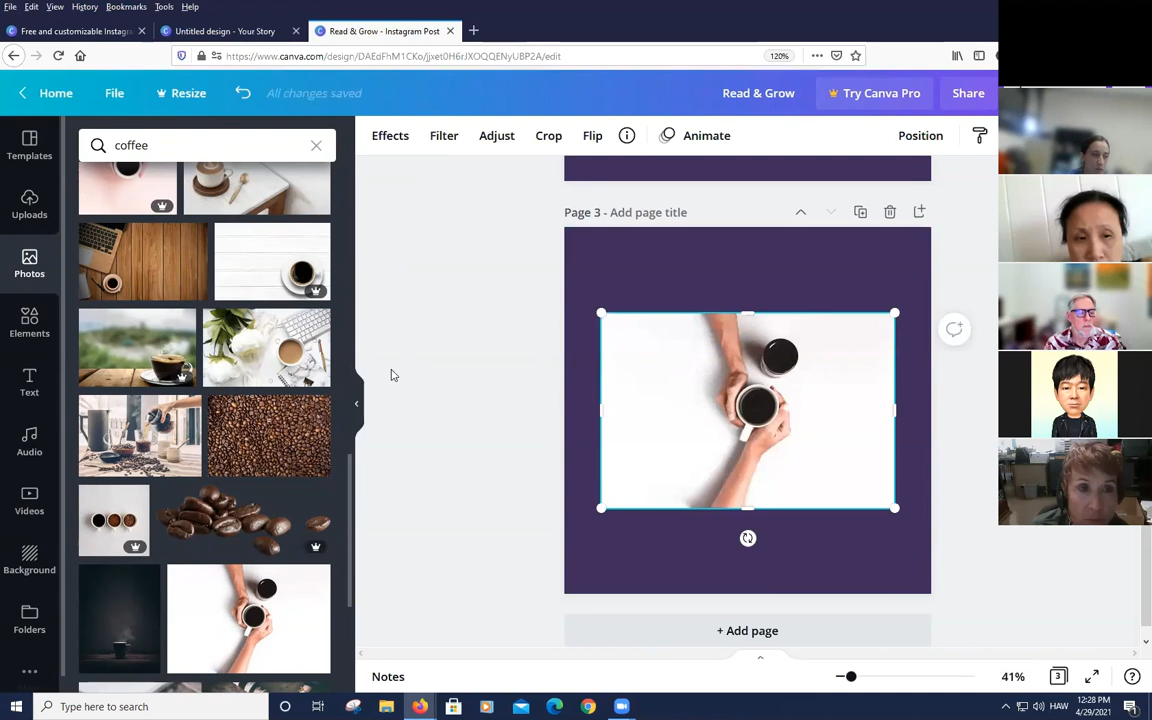 File Edit View History Bookmarks Tools Help
Free and customizable Instagra
Untitled design - Your Story
Read & Grow - Instagram Post
https://www.canva.com/design/DAEdFhM1CKo/jjxet0H6rJXOQQENyUBP2A/edit
120%
Home File Resize All changes saved Read & Grow Try Canva Pro Share
Templates
Uploads
Photos
Elements
Text
Audio
Videos
Background
Folders
coffee
Effects Filter Adjust Crop Flip Animate Position
Page 3 - Add page title
+ Add page
Notes
41%
3
Type here to search
HAW
12:28 PM
4/29/2021
1